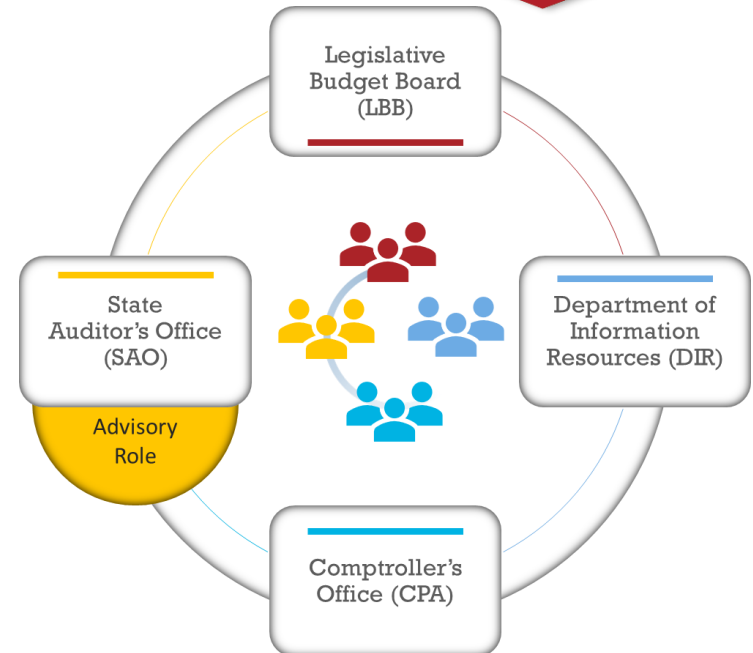 Legislative
Budget Board
(LBB)
State
Auditor’s Office
(SAO)
Advisory
Role
Department of
Information
Resources (DIR)
Comptroller’s
Office (CPA)